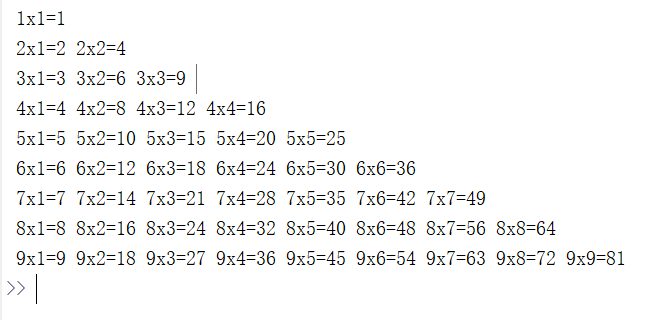 1x1=1
2x1=2 2x2=4
3x1=3 3x2=6 3x3=9
4x1=4 4x2=8 4x3=12 4x4=16
5x1=5 5x2=10 5x3=15 5x4=20 5x5=25
6x1=6 6x2=12 6x3=18 6x4=24 6x5=30 6x6=36
7x1=7 7x2=14 7x3=21 7x4=28 7x5=35 7x6=42 7x7=49
8x1=8 8x2=16 8x3=24 8x4=32 8x5=40 8x6=48 8x7=56 8x8=64
9x1=9 9x2=18 9x3=27 9x4=36 9x5=45 9x6=54 9x7=63 9x8=72 9x9=81
>>